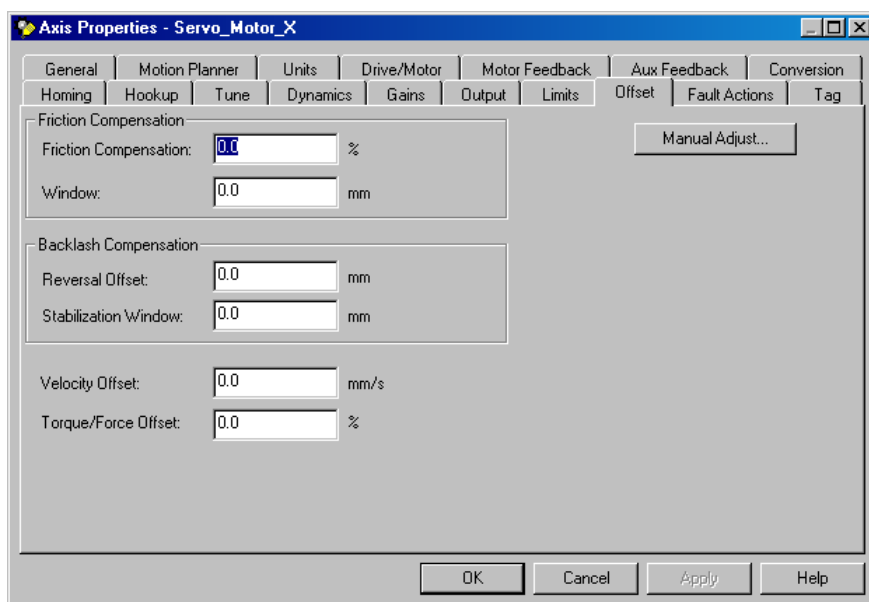 Axis Properties - Servo_Motor_X
General Motion Planner Units Drive/Motor Motor Feedback Aux Feedback Conversion
Homing Hookup Tune Dynamics Gains Output Limits Offset Fault Actions Tag
Friction Compensation
Manual Adjust...
Friction Compensation: 0.0 %
Window: 0.0 mm
Backlash Compensation
Reversal Offset: 0.0 mm
Stabilization Window: 0.0 mm
Velocity Offset: 0.0 mm/s
Torque/Force Offset: 0.0 %
OK Cancel Apply Help